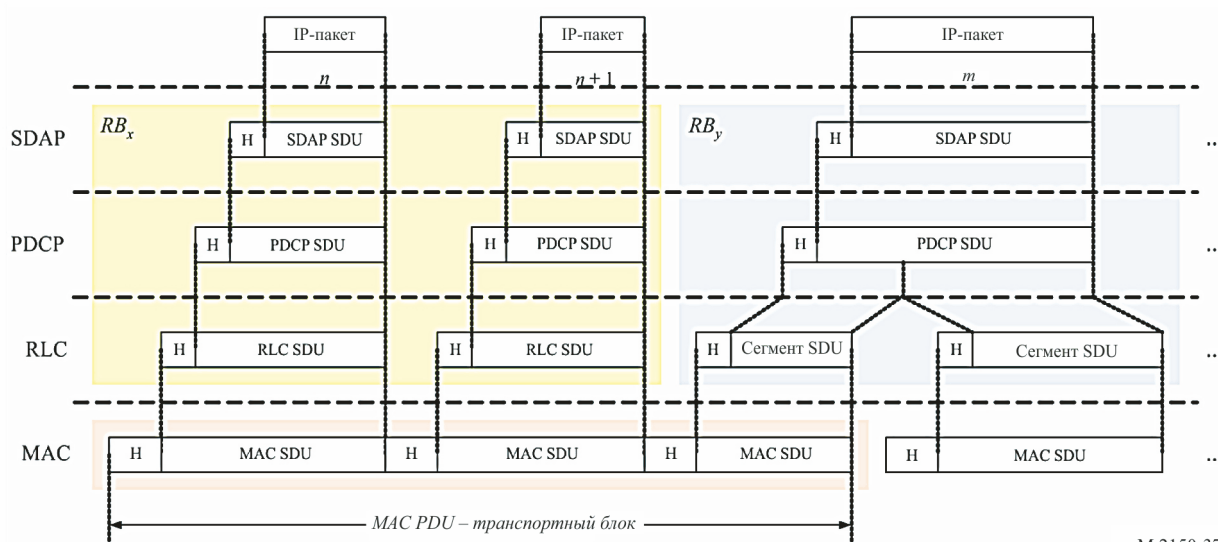 IP-пакет IP-пакет IP-пакет
n n + 1 m
RBx RBy
SDAP H SDAP SDU H SDAP SDU H SDAP SDU ..
PDCP H PDCP SDU H PDCP SDU H PDCP SDU ..
RLC H RLC SDU H RLC SDU H Сегмент SDU H Сегмент SDU ..
MAC H MAC SDU H MAC SDU H MAC SDU H MAC SDU ..
MAC PDU – транспортный блок